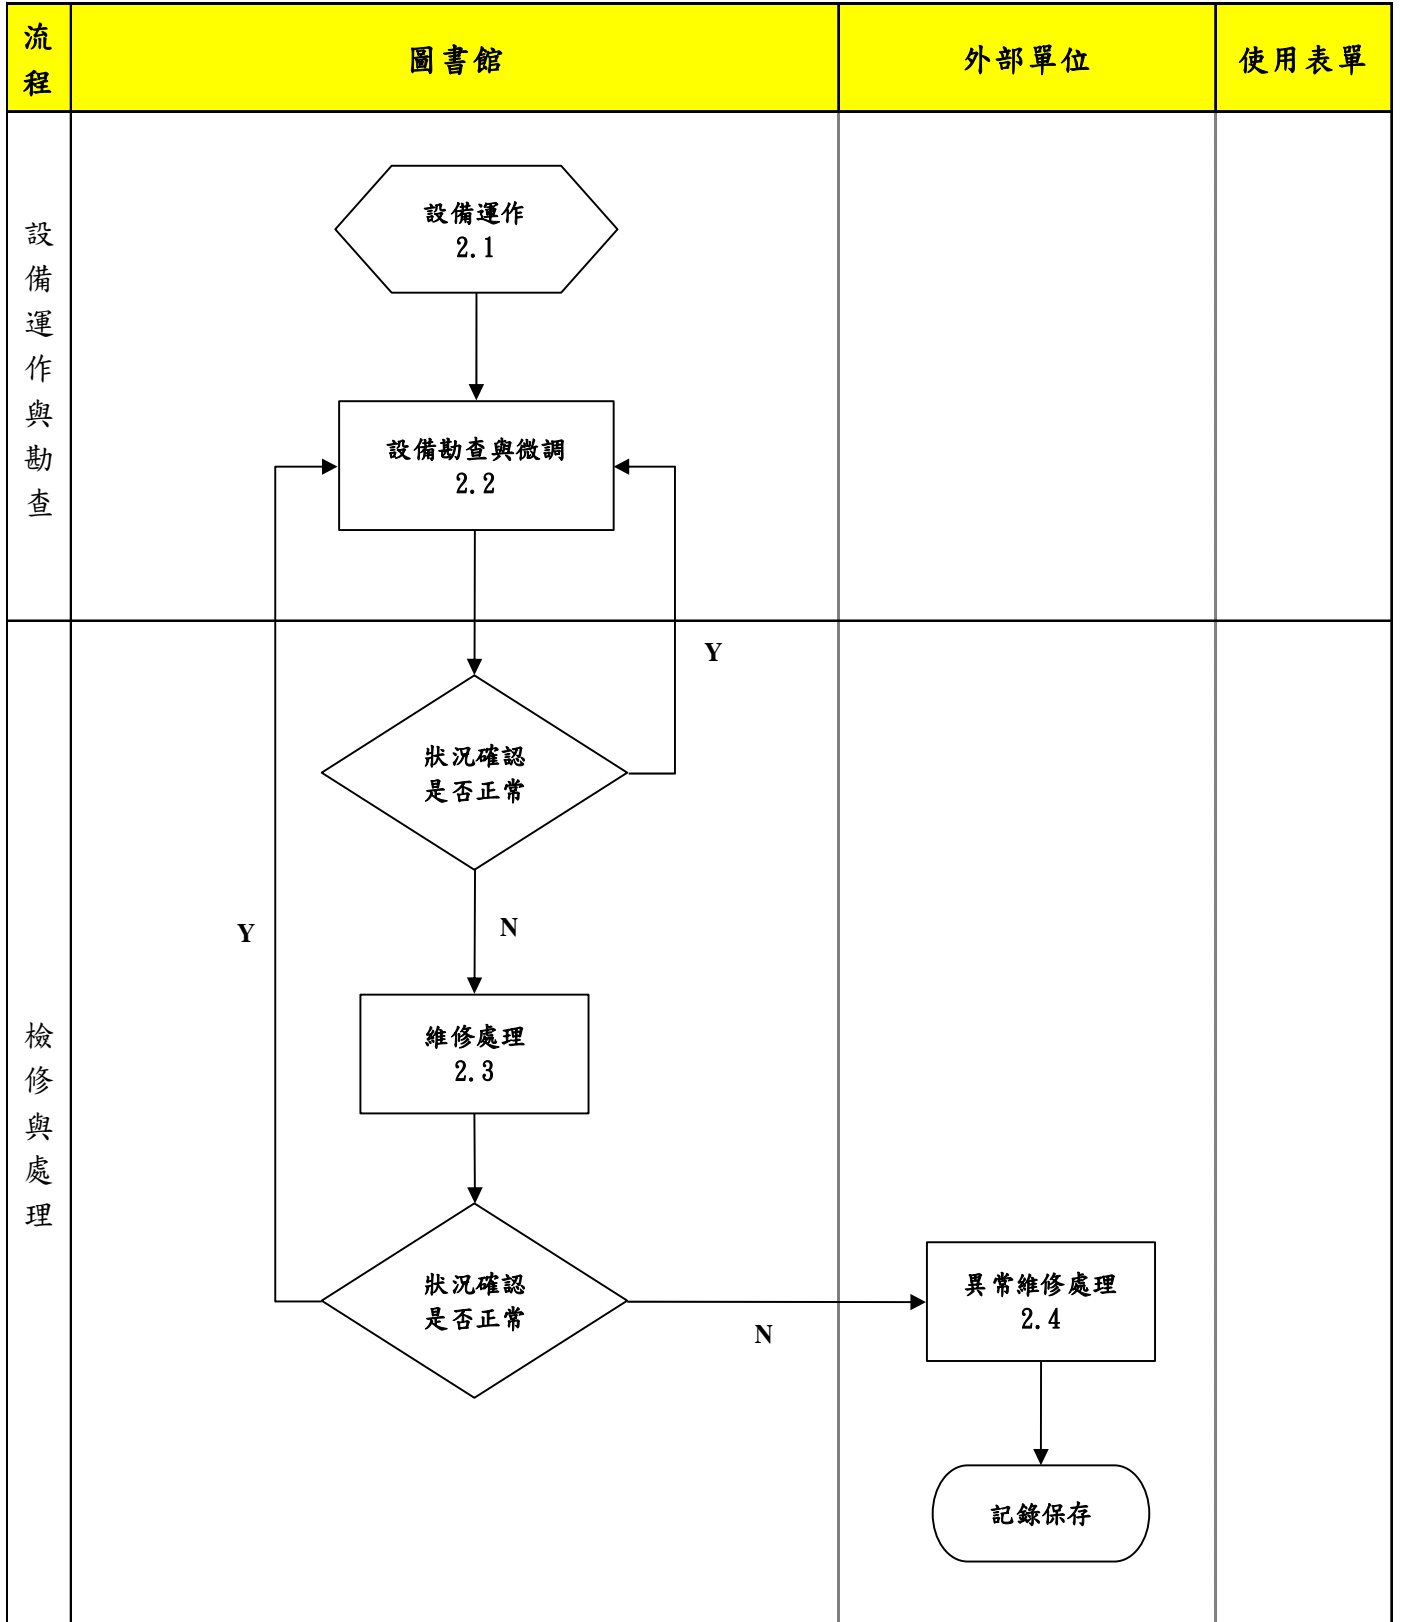 流程
圖書館
外部單位
使用表單
設備運作與勘查
設備運作
2.1
設備勘查與微調
2.2
Y
狀況確認
是否正常
Y
N
檢修與處理
維修處理
2.3
狀況確認
是否正常
N
異常維修處理
2.4
記錄保存